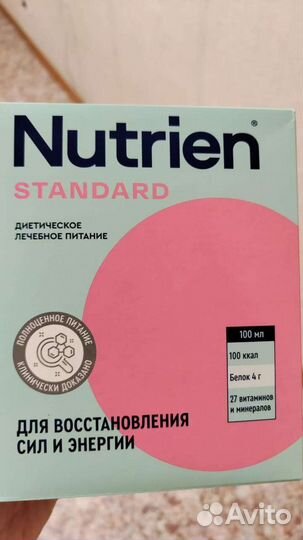 Nutrien®
STANDARD
ДИЕТИЧЕСКОЕ
ЛЕЧЕБНОЕ ПИТАНИЕ
ПОЛНОЦЕННОЕ ПИТАНИЕ
КЛИНИЧЕСКИ ДОКАЗАНО
100 мл
100 ккал
Белок 4 г
27 витаминов
и минералов
ДЛЯ ВОССТАНОВЛЕНИЯ
СИЛ И ЭНЕРГИИ
Avito